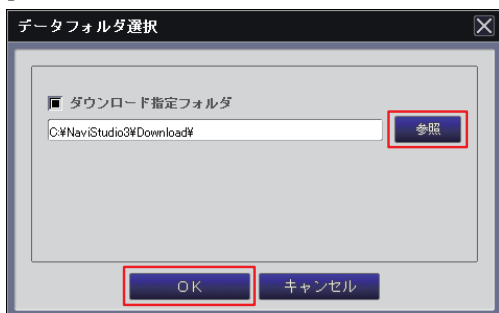 データフォルダ選択
ダウンロード指定フォルダ
C:¥NaviStudio3¥Download¥
参照
OK
キャンセル